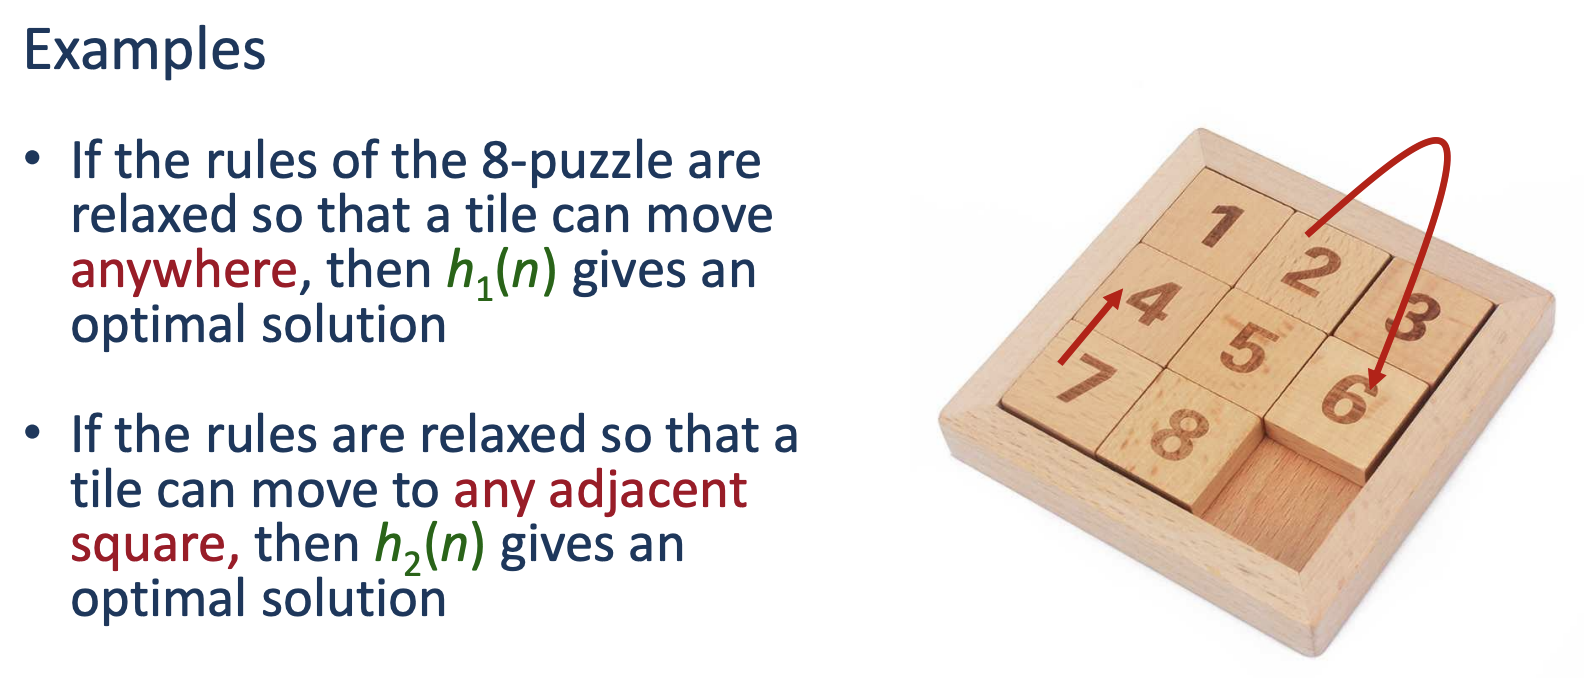 Examples
• If the rules of the 8-puzzle are
relaxed so that a tile can move
anywhere, then h₁(n) gives an
optimal solution
• If the rules are relaxed so that a
tile can move to any adjacent
square, then h₂(n) gives an
optimal solution
1
2
3
4
5
6
7
8